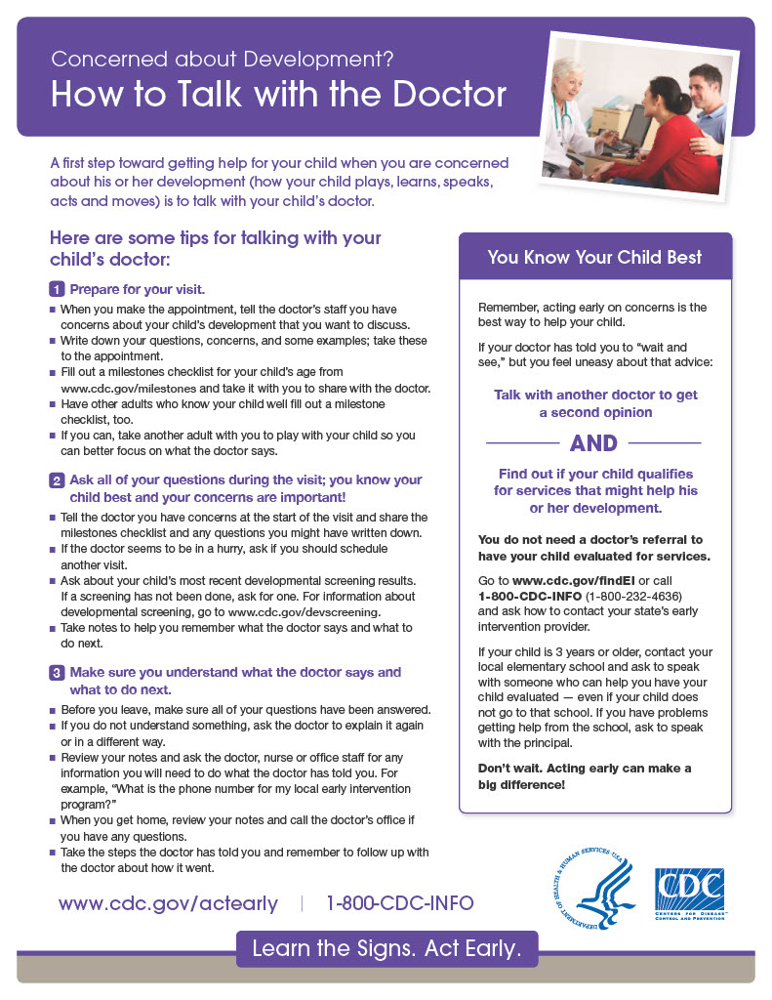 Concerned about Development?
How to Talk with the Doctor
A first step toward getting help for your child when you are concerned
about his or her development (how your child plays, learns, speaks,
acts and moves) is to talk with your child's doctor.
Here are some tips for talking with your
child's doctor:
1 Prepare for your visit.
■ When you make the appointment, tell the doctor's staff you have
concerns about your child's development that you want to discuss.
■ Write down your questions, concerns, and some examples; take these
to the appointment.
■ Fill out a milestones checklist for your child's age from
www.cdc.gov/milestones and take it with you to share with the doctor.
■ Have other adults who know your child well fill out a milestone
checklist, too.
■ If you can, take another adult with you to play with your child so you
can better focus on what the doctor says.
2 Ask all of your questions during the visit; you know your
child best and your concerns are important!
■ Tell the doctor you have concerns at the start of the visit and share the
milestones checklist and any questions you might have written down.
■ If the doctor seems to be in a hurry, ask if you should schedule
another visit.
■ Ask about your child's most recent developmental screening results.
If a screening has not been done, ask for one. For information about
developmental screening, go to www.cdc.gov/devscreening.
■ Take notes to help you remember what the doctor says and what to
do next.
3 Make sure you understand what the doctor says and
what to do next.
■ Before you leave, make sure all of your questions have been answered.
■ If you do not understand something, ask the doctor to explain it again
or in a different way.
■ Review your notes and ask the doctor, nurse or office staff for any
information you will need to do what the doctor has told you. For
example, "What is the phone number for my local early intervention
program?"
■ When you get home, review your notes and call the doctor's office if
you have any questions.
■ Take the steps the doctor has told you and remember to follow up with
the doctor about how it went.
You Know Your Child Best
Remember, acting early on concerns is the
best way to help your child.
If your doctor has told you to "wait and
see," but you feel uneasy about that advice:
Talk with another doctor to get
a second opinion
AND
Find out if your child qualifies
for services that might help his
or her development.
You do not need a doctor's referral to
have your child evaluated for services.
Go to www.cdc.gov/findEI or call
1-800-CDC-INFO (1-800-232-4636)
and ask how to contact your state's early
intervention provider.
If your child is 3 years or older, contact your
local elementary school and ask to speak
with someone who can help you have your
child evaluated — even if your child does
not go to that school. If you have problems
getting help from the school, ask to speak
with the principal.
Don't wait. Acting early can make a
big difference!
www.cdc.gov/actearly | 1-800-CDC-INFO
DEPARTMENT OF HEALTH & HUMAN SERVICES · USA
CDC
CENTERS FOR DISEASE™
CONTROL AND PREVENTION
Learn the Signs. Act Early.